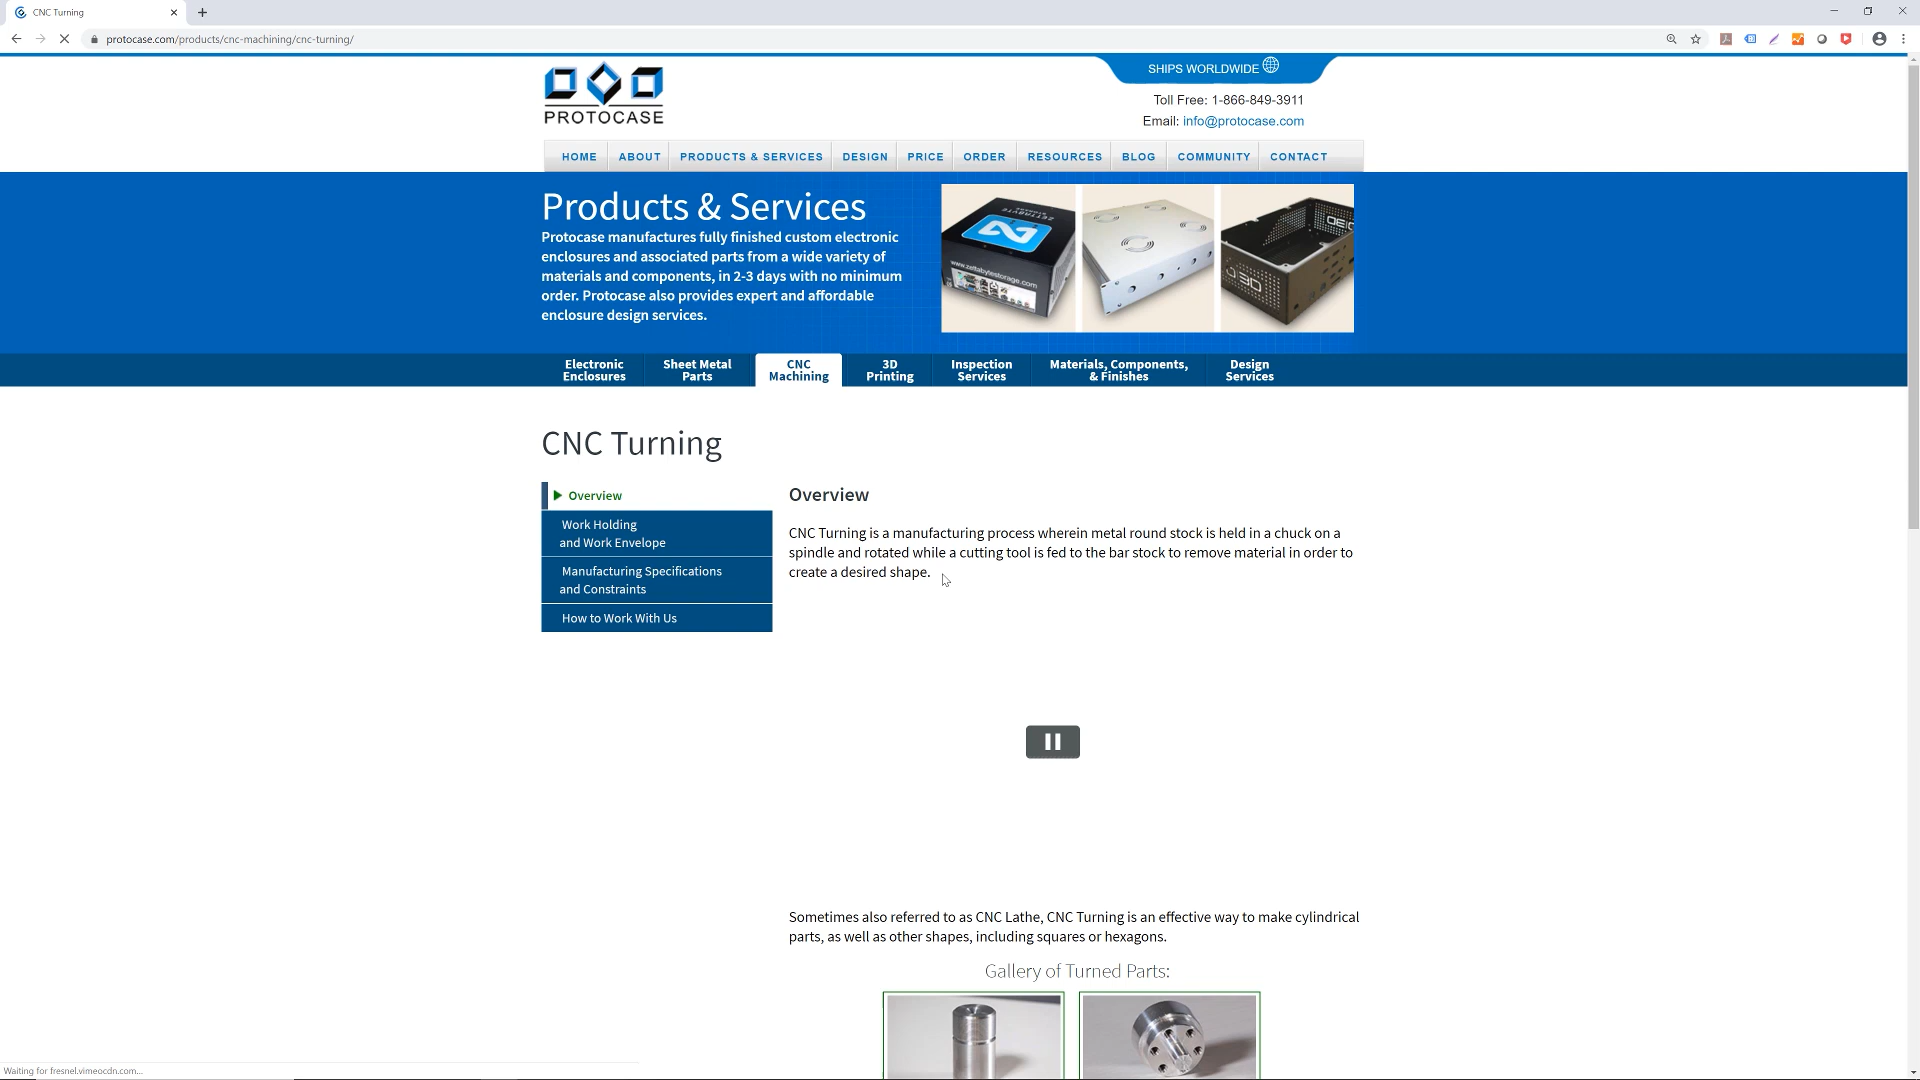 CNC Turning
protocase.com/products/cnc-machining/cnc-turning/
SHIPS WORLDWIDE
PROTOCASE
Toll Free: 1-866-849-3911
Email: info@protocase.com
HOME ABOUT PRODUCTS & SERVICES DESIGN PRICE ORDER RESOURCES BLOG COMMUNITY CONTACT
Products & Services
Protocase manufactures fully finished custom electronic
enclosures and associated parts from a wide variety of
materials and components, in 2-3 days with no minimum
order. Protocase also provides expert and affordable
enclosure design services.
www.zettabytestorage.com
Electronic
Enclosures
Sheet Metal
Parts
CNC
Machining
3D
Printing
Inspection
Services
Materials, Components,
& Finishes
Design
Services
CNC Turning
Overview
Work Holding
and Work Envelope
Manufacturing Specifications
and Constraints
How to Work With Us
Overview
CNC Turning is a manufacturing process wherein metal round stock is held in a chuck on a
spindle and rotated while a cutting tool is fed to the bar stock to remove material in order to
create a desired shape.
Sometimes also referred to as CNC Lathe, CNC Turning is an effective way to make cylindrical
parts, as well as other shapes, including squares or hexagons.
Gallery of Turned Parts:
Waiting for fresnel.vimeocdn.com...